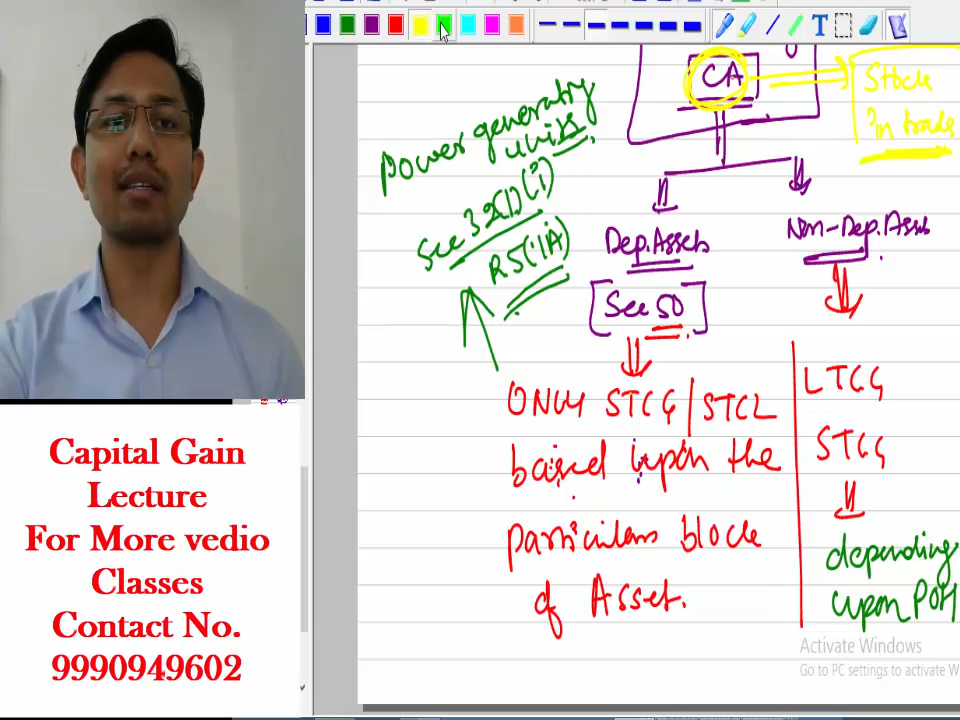 CA
Stock
in trade
Power generating
units
Sec 32(1)(i)
R 5(1A)
Dep. Assets
Non-Dep. Assets
[Sec 50]
ONLY STCG/STCL
based upon the
particulars block
of Asset.
LTCG
STCG
depending
upon POH
Capital Gain
Lecture
For More vedio
Classes
Contact No.
9990949602
Activate Windows
Go to PC settings to activate W